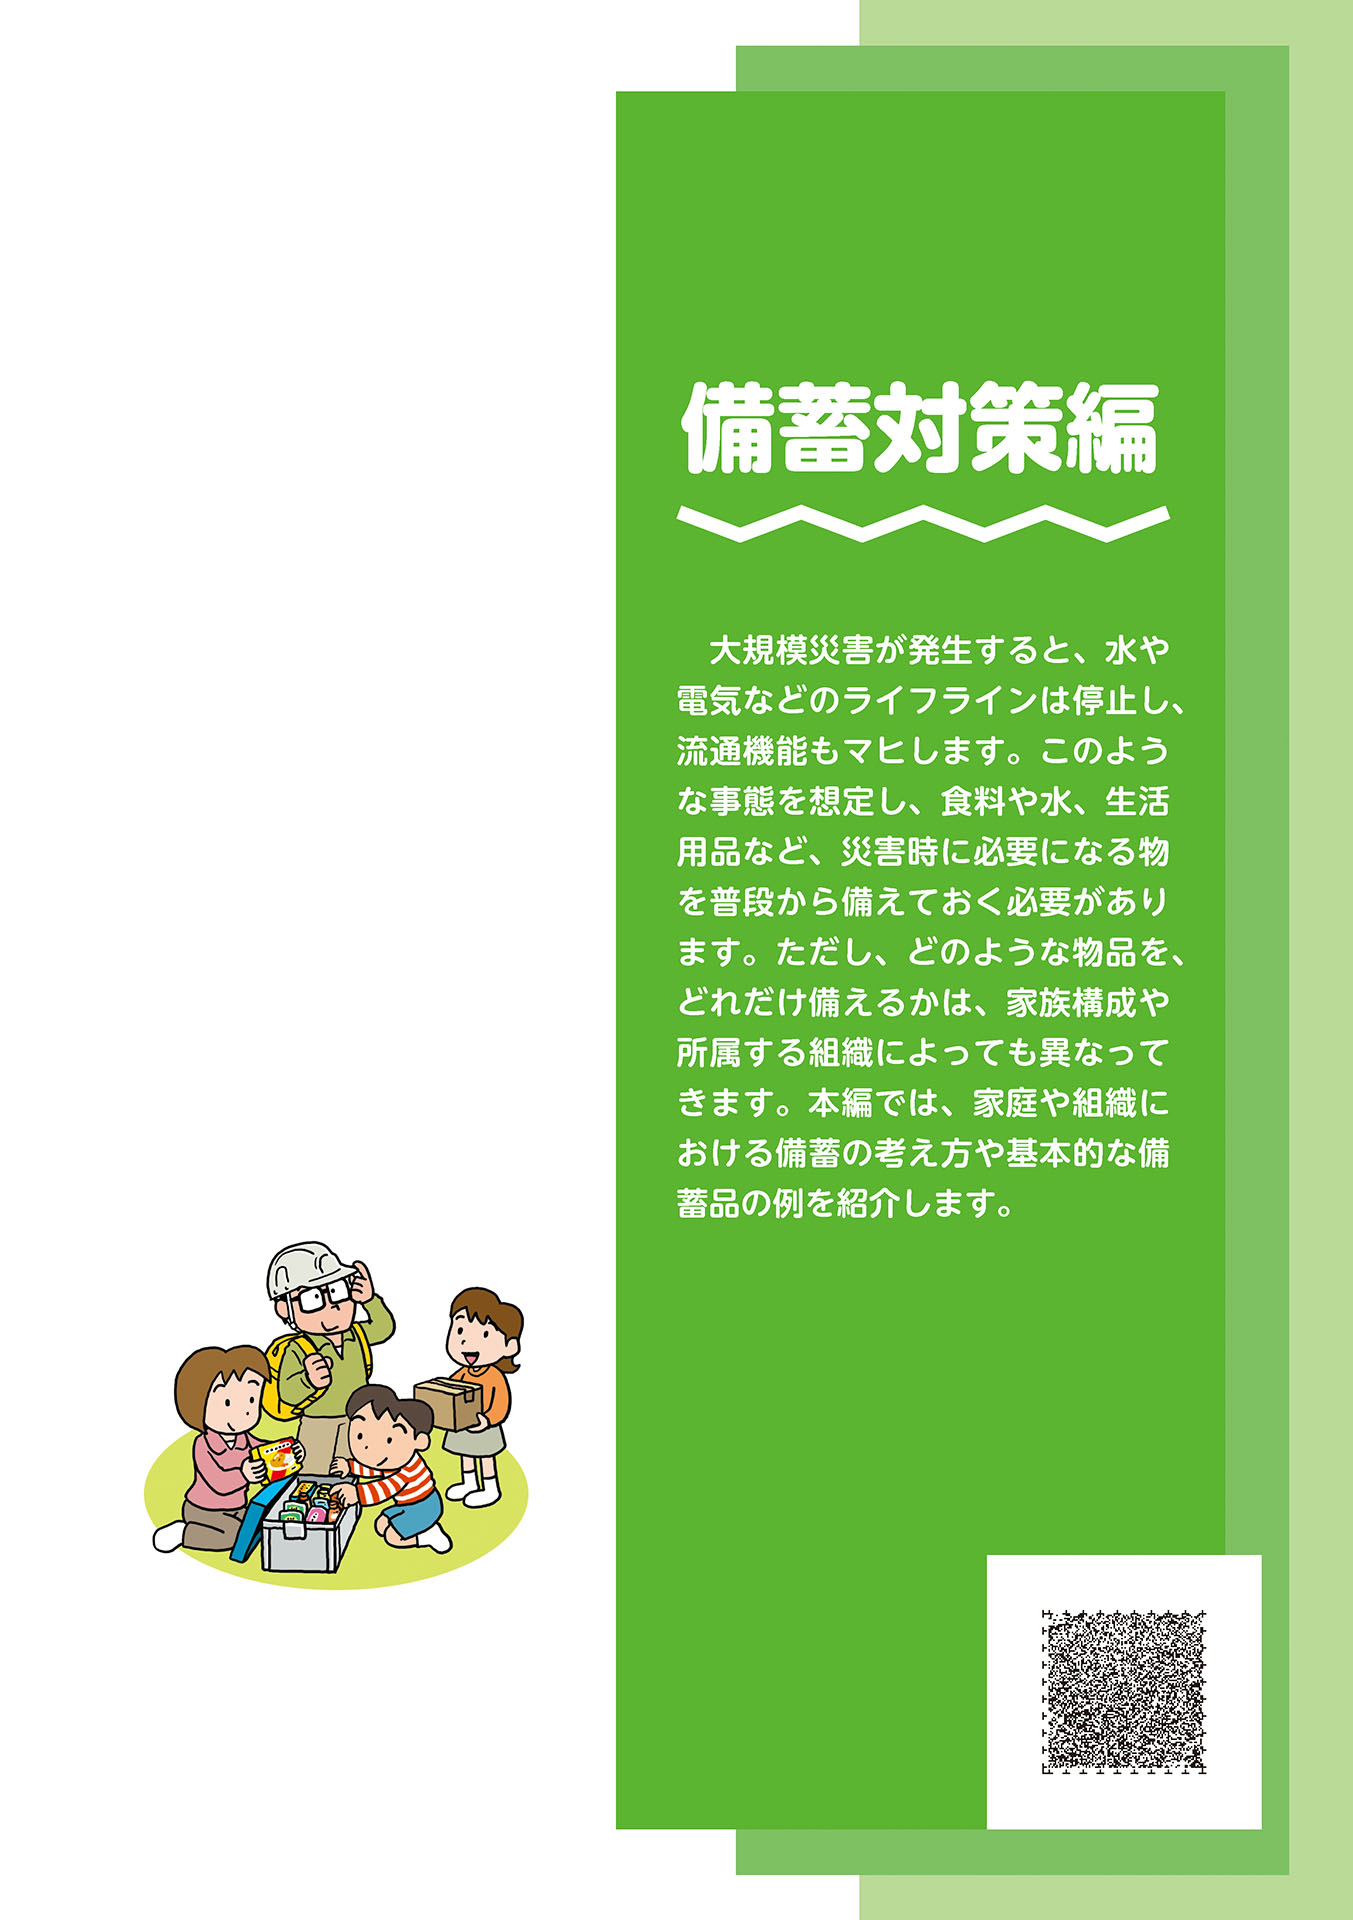 備蓄対策編
　大規模災害が発生すると、水や
電気などのライフラインは停止し、
流通機能もマヒします。このよう
な事態を想定し、食料や水、生活
用品など、災害時に必要になる物
を普段から備えておく必要があり
ます。ただし、どのような物品を、
どれだけ備えるかは、家族構成や
所属する組織によっても異なって
きます。本編では、家庭や組織に
おける備蓄の考え方や基本的な備
蓄品の例を紹介します。